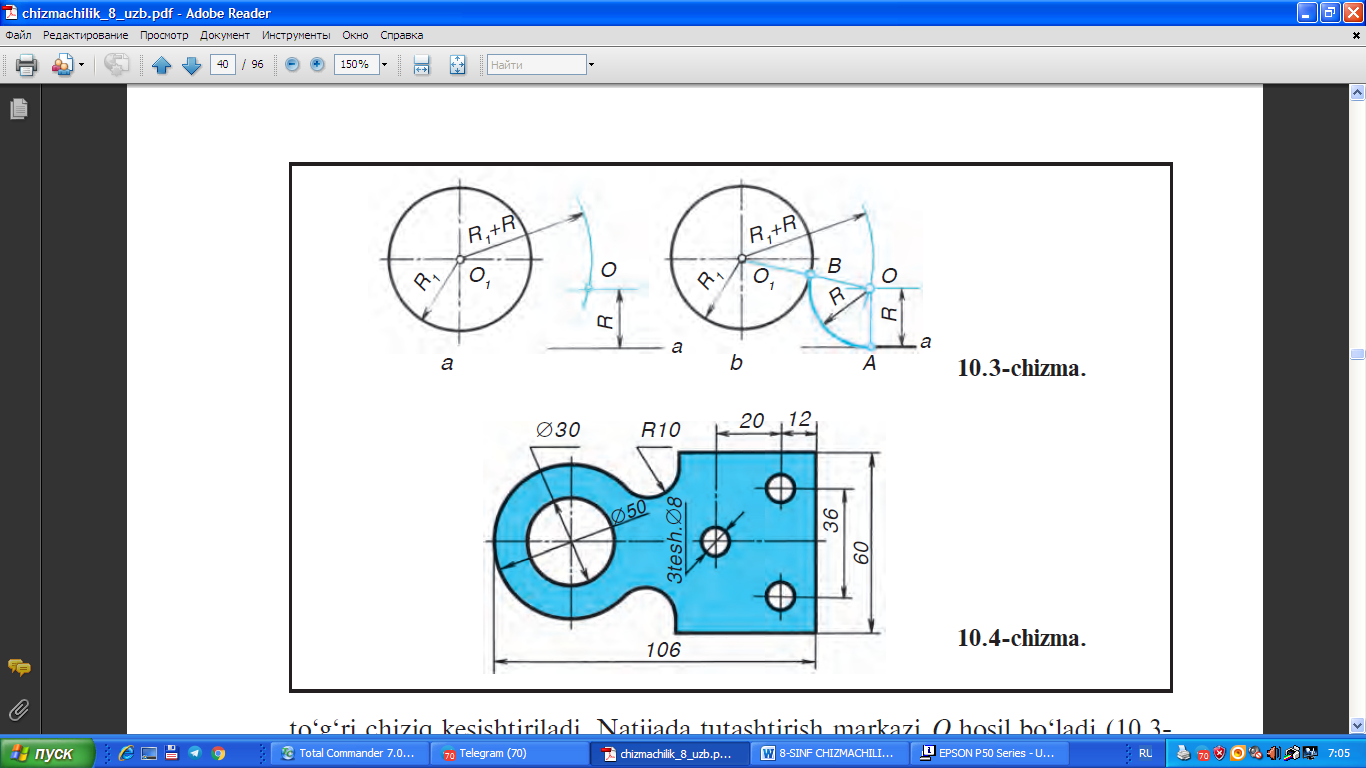 chizmachilik_8_uzb.pdf - Adobe Reader
Файл Редактирование Просмотр Документ Инструменты Окно Справка
40 / 96 150% Найти
R₁+R
R₁
O₁
O
R
a
a
R₁+R
R₁
O₁
B
O
R
R
a
A
b
10.3-chizma.
∅30
R10
20
12
∅50
3tesh.∅8
36
60
106
10.4-chizma.
to‘g‘ri chiziq kesishtiriladi. Natijada tutashtirish markazi O hosil bo‘ladi (10.3-
пуск
Total Commander 7.0...
Telegram (70)
chizmachilik_8_uzb.p...
8-SINF CHIZMACHILI...
EPSON P50 Series - U...
RU
70
7:05